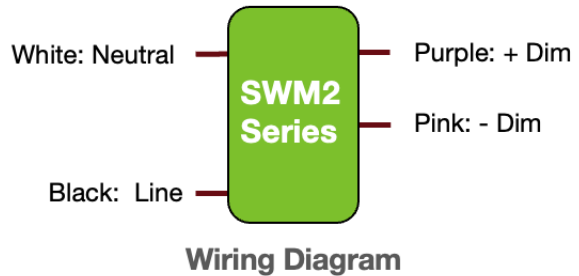 White: Neutral
Purple: + Dim
SWM2
Series
Pink: - Dim
Black:  Line
Wiring Diagram